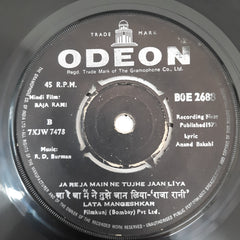 TRADE MARK
ODEON
Regd. Trade Mark of The Gramophone Co., Ltd.
45 R.P.M.
Hindi Film:
RAJA RANI
BOE 2688
B
7XJW 7478
Recording First
Published
Music:
R. D. Burman
Lyric
Anand Bakshi
JA RE JA MAIN NE TUJHE JAAN LIYA
जा रे जा मैं ने तुझे जान लिया - 'राजा रानी'
LATA MANGESHKAR
Filmkunj (Bombay) Pvt. Ltd.